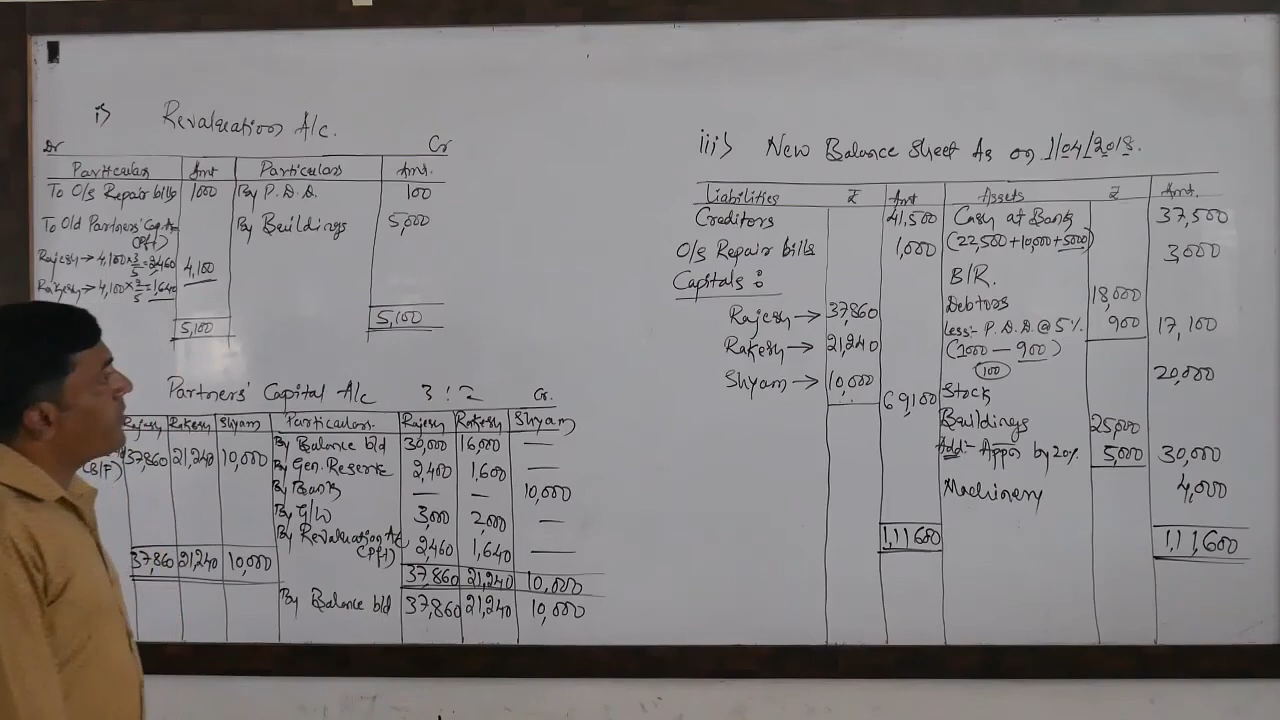 i) Revaluation A/c.
Dr Cr
Particulars Amt Particulars Amt.
To O/s Repair bills 1000 By P.D.D. 100
To Old Partners' Capital By Buildings 5,000
(Pft)
Rajesh → 4,100 × 3/5 = 2,460 4,100
Rakesh → 4,100 × 2/5 = 1,640
5,100 5,100
Partners' Capital A/c 3:2 Cr.
Rajesh Rakesh Shyam Particulars. Rajesh Rakesh Shyam
By Balance b/d 30,000 16,000 —
(B/F) 37,860 21,240 10,000 By Gen. Reserve 2,400 1,600 —
By Bank — — 10,000
By G/W 3,000 2,000 —
By Revaluation A/c
(Pft) 2,460 1,640 —
37,860 21,240 10,000 37,860 21,240 10,000
By Balance b/d 37,860 21,240 10,000
iii) New Balance Sheet As on 1/04/2018.
Liabilities ₹ Amt Assets ₹ Amt.
Creditors 41,500 Cash at Bank 37,500
O/s Repair bills 1,000 (22,500+10,000+5000) 3,000
Capitals : B/R.
Rajesh → 37,860 Debtors 18,000
Rakesh → 21,240 Less:- P.D.D @ 5% 900 17,100
(1000 — 900)
100
Shyam → 10,000 20,000
69,100 Stock
Buildings 25,000
Add:- Appr. by 20% 5,000 30,000
Machinery 4,000
1,11,600 1,11,600